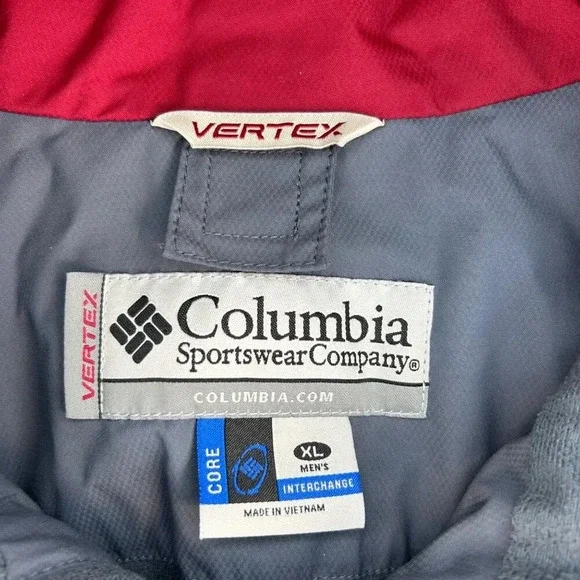 VERTEX
VERTEX
Columbia
Sportswear Company®
COLUMBIA.COM
CORE
XL
MEN'S
INTERCHANGE
MADE IN VIETNAM